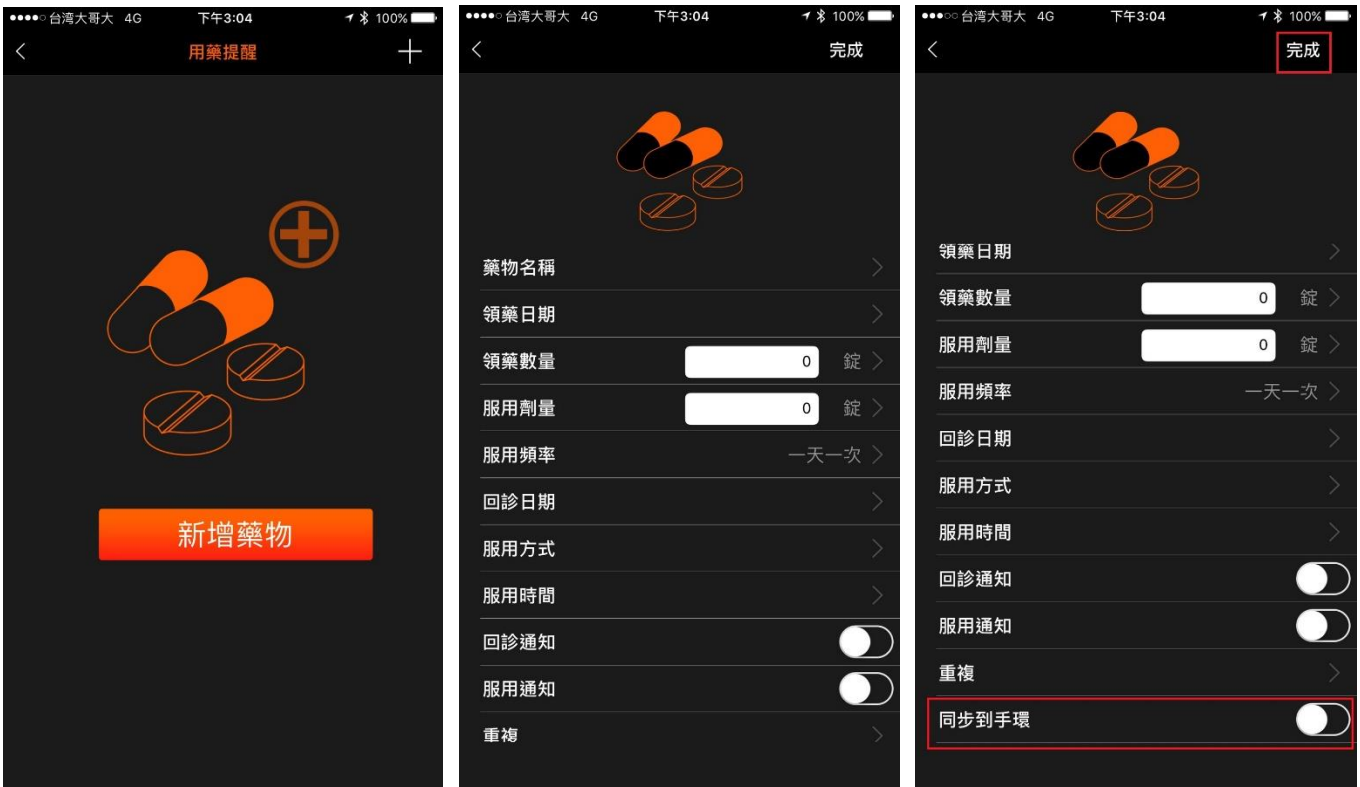 台湾大哥大 4G 下午3:04 100%
用藥提醒
新增藥物
台湾大哥大 4G 下午3:04 100%
完成
藥物名稱
領藥日期
領藥數量 0 錠
服用劑量 0 錠
服用頻率 一天一次
回診日期
服用方式
服用時間
回診通知
服用通知
重複
台湾大哥大 4G 下午3:04 100%
完成
領藥日期
領藥數量 0 錠
服用劑量 0 錠
服用頻率 一天一次
回診日期
服用方式
服用時間
回診通知
服用通知
重複
同步到手環